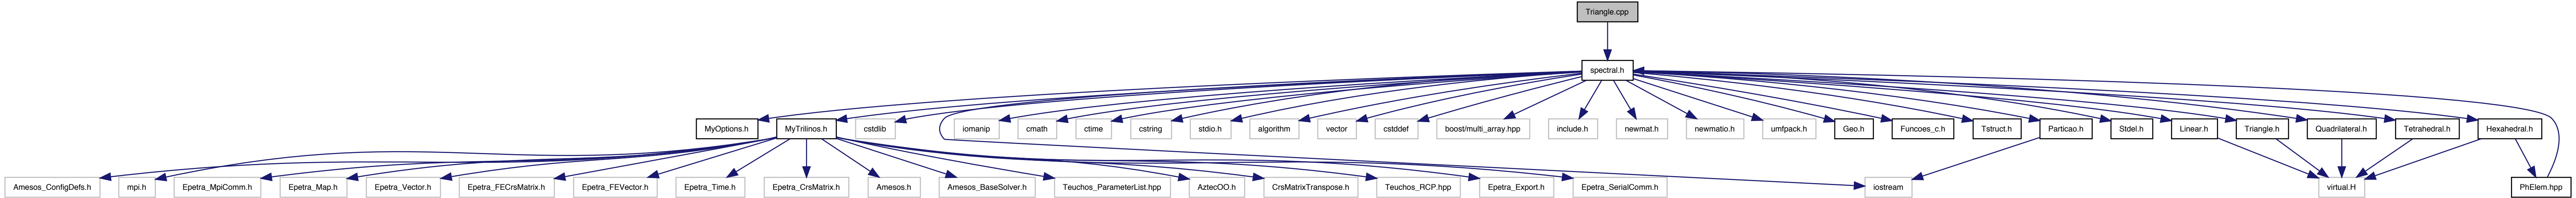 Triangle.cpp
spectral.h
MyOptions.h
MyTrilinos.h
cstdlib
iomanip
cmath
ctime
cstring
stdio.h
algorithm
vector
cstddef
boost/multi_array.hpp
include.h
newmat.h
newmatio.h
umfpack.h
Geo.h
Funcoes_c.h
Tstruct.h
Particao.h
Stdel.h
Linear.h
Triangle.h
Quadrilateral.h
Tetrahedral.h
Hexahedral.h
Amesos_ConfigDefs.h
mpi.h
Epetra_MpiComm.h
Epetra_Map.h
Epetra_Vector.h
Epetra_FECrsMatrix.h
Epetra_FEVector.h
Epetra_Time.h
Epetra_CrsMatrix.h
Amesos.h
Amesos_BaseSolver.h
Teuchos_ParameterList.hpp
AztecOO.h
CrsMatrixTranspose.h
Teuchos_RCP.hpp
Epetra_Export.h
Epetra_SerialComm.h
iostream
virtual.H
PhElem.hpp